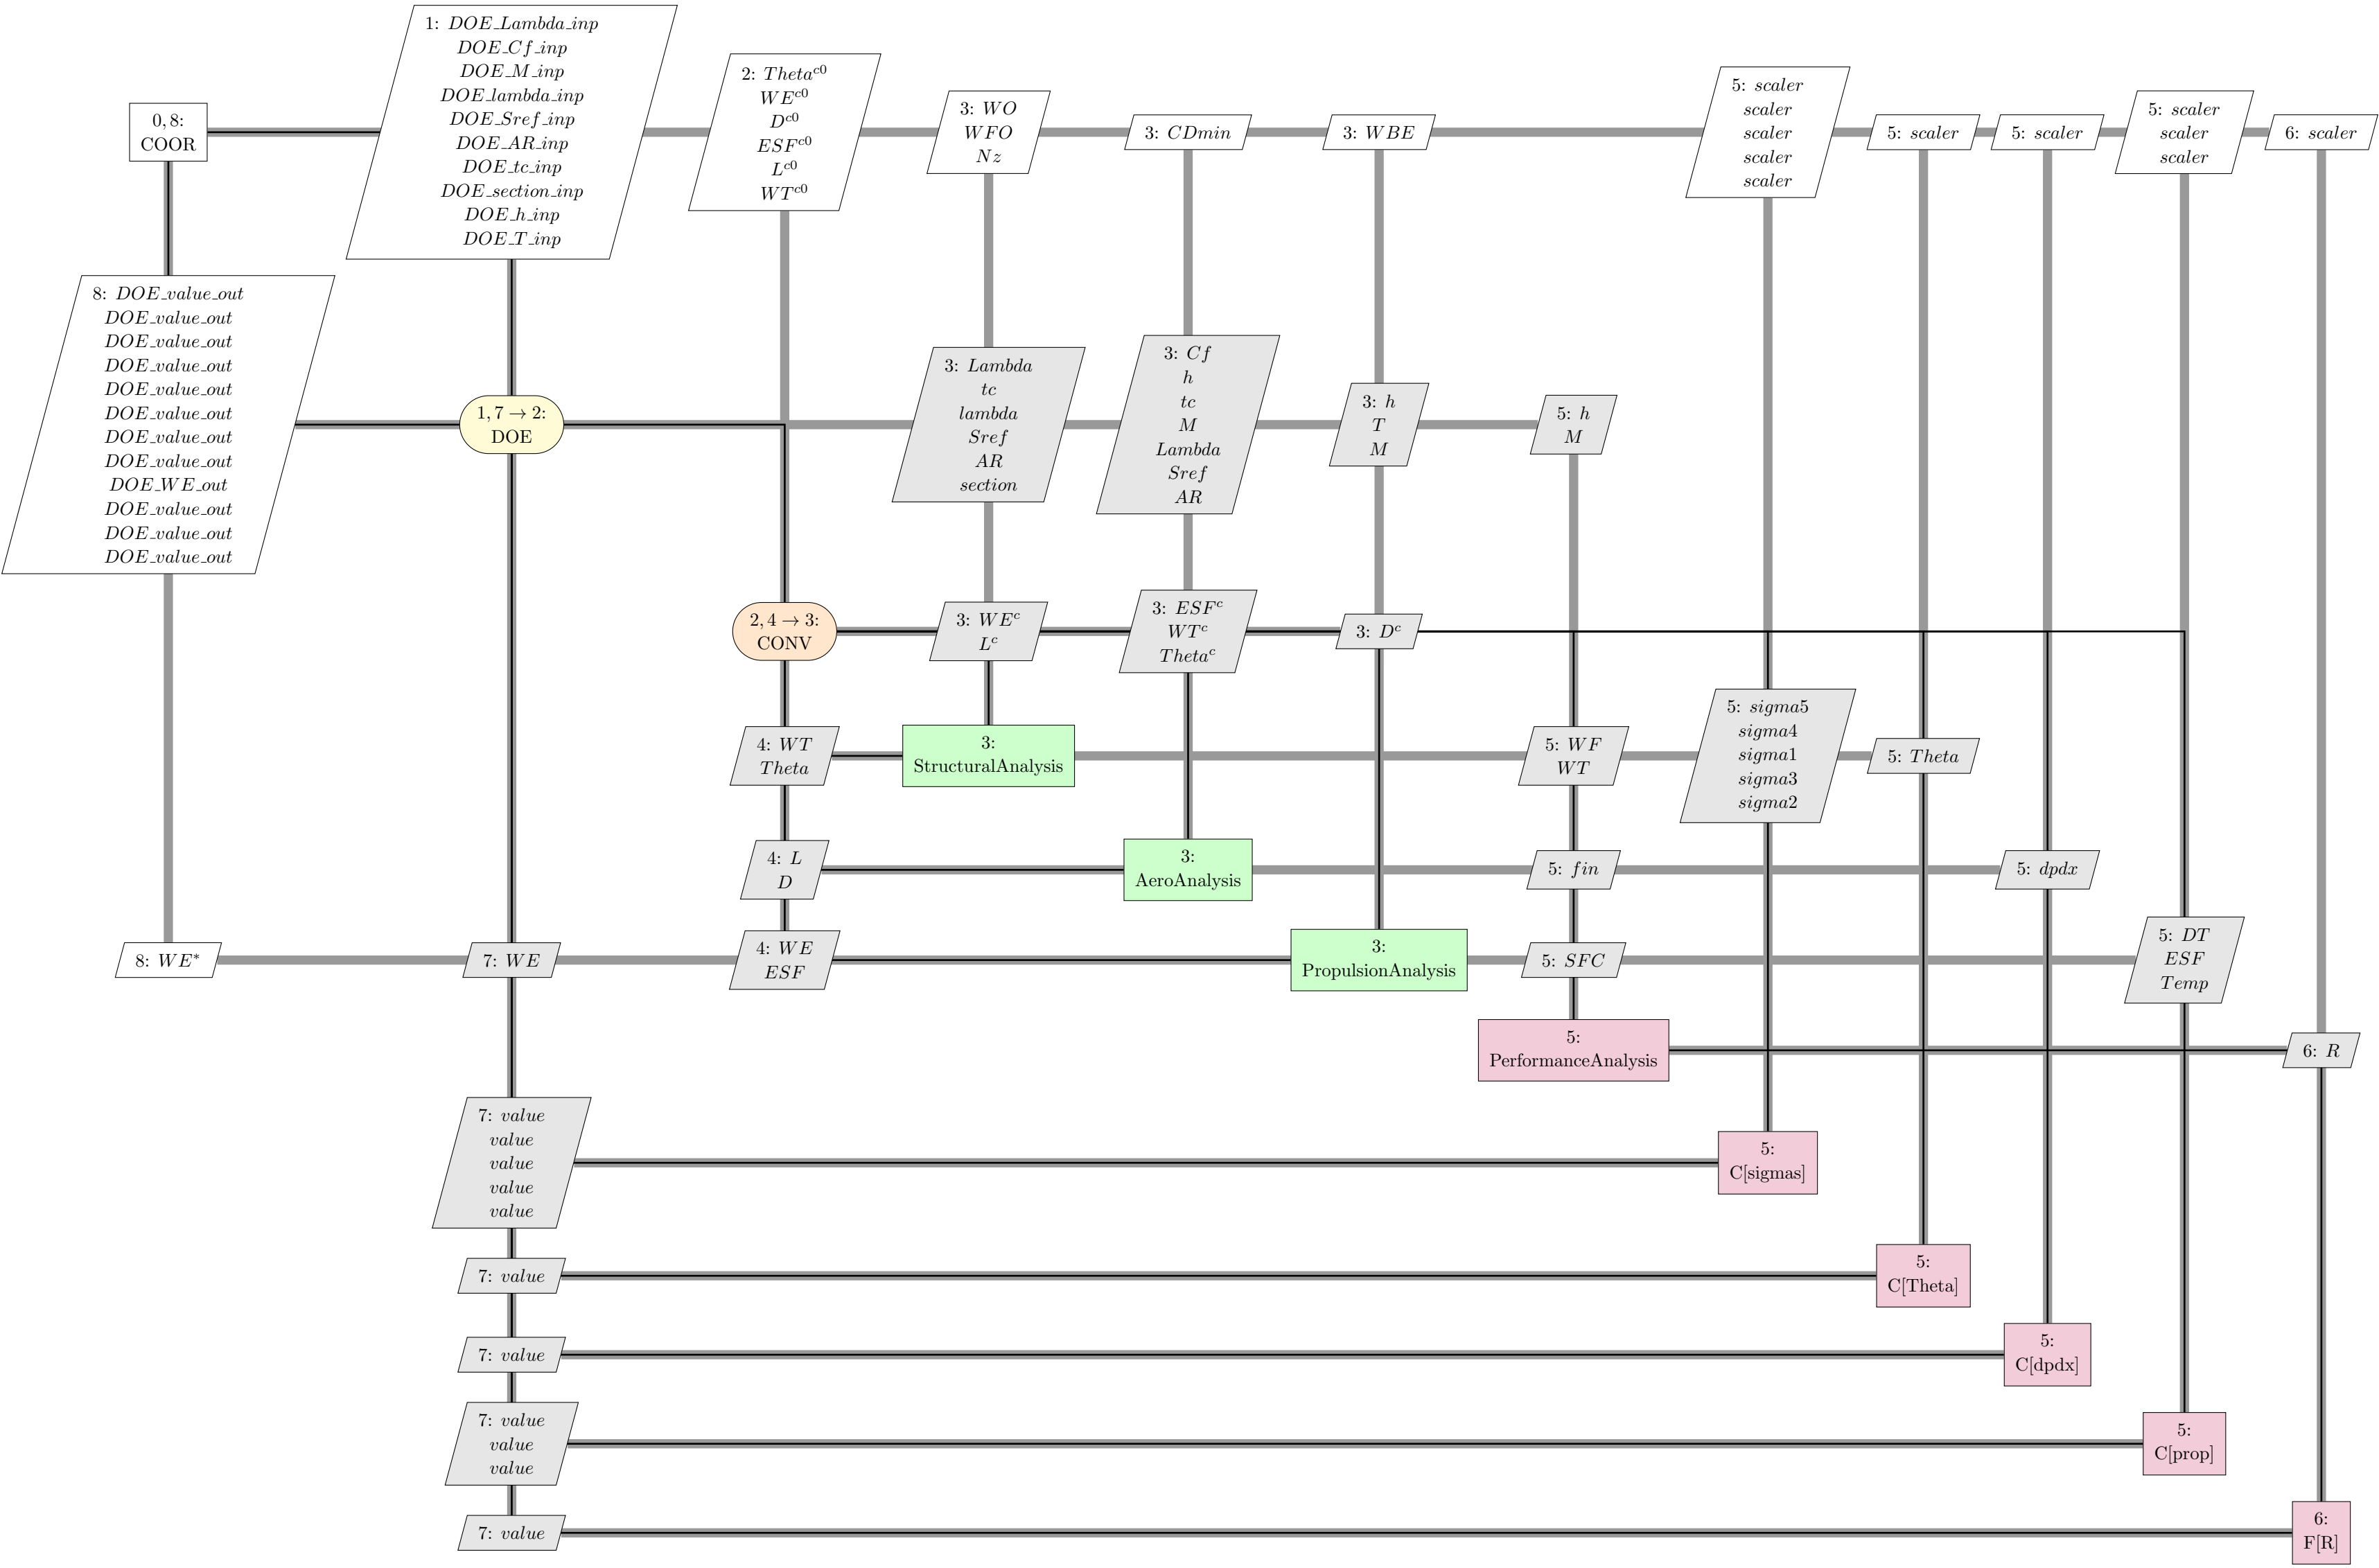 0, 8:
COOR
1: DOE_Lambda_inp
DOE_Cf_inp
DOE_M_inp
DOE_lambda_inp
DOE_Sref_inp
DOE_AR_inp
DOE_tc_inp
DOE_section_inp
DOE_h_inp
DOE_T_inp
2: Theta^c0
WE^c0
D^c0
ESF^c0
L^c0
WT^c0
3: WO
WFO
Nz
3: CDmin
3: WBE
5: scaler
scaler
scaler
scaler
scaler
5: scaler
5: scaler
5: scaler
scaler
scaler
6: scaler
8: DOE_value_out
DOE_value_out
DOE_value_out
DOE_value_out
DOE_value_out
DOE_value_out
DOE_value_out
DOE_value_out
DOE_WE_out
DOE_value_out
DOE_value_out
DOE_value_out
1, 7 → 2:
DOE
3: Lambda
tc
lambda
Sref
AR
section
3: Cf
h
tc
M
Lambda
Sref
AR
3: h
T
M
5: h
M
2, 4 → 3:
CONV
3: WE^c
L^c
3: ESF^c
WT^c
Theta^c
3: D^c
4: WT
Theta
3:
StructuralAnalysis
5: WF
WT
5: sigma5
sigma4
sigma1
sigma3
sigma2
5: Theta
4: L
D
3:
AeroAnalysis
5: fin
5: dpdx
8: WE*
7: WE
4: WE
ESF
3:
PropulsionAnalysis
5: SFC
5: DT
ESF
Temp
5:
PerformanceAnalysis
6: R
7: value
value
value
value
value
5:
C[sigmas]
7: value
5:
C[Theta]
7: value
5:
C[dpdx]
7: value
value
value
5:
C[prop]
7: value
6:
F[R]